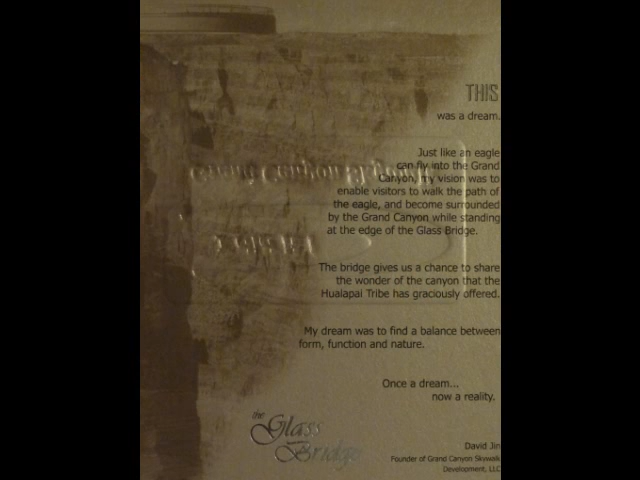 THIS
was a dream.
Just like an eagle
can fly into the Grand
Canyon, my vision was to
enable visitors to walk the path of
the eagle, and become surrounded
by the Grand Canyon while standing
at the edge of the Glass Bridge.
The bridge gives us a chance to share
the wonder of the canyon that the
Hualapai Tribe has graciously offered.
My dream was to find a balance between
form, function and nature.
Once a dream...
now a reality.
the
Glass
Bridge
David Jin
Founder of Grand Canyon Skywalk
Development, LLC